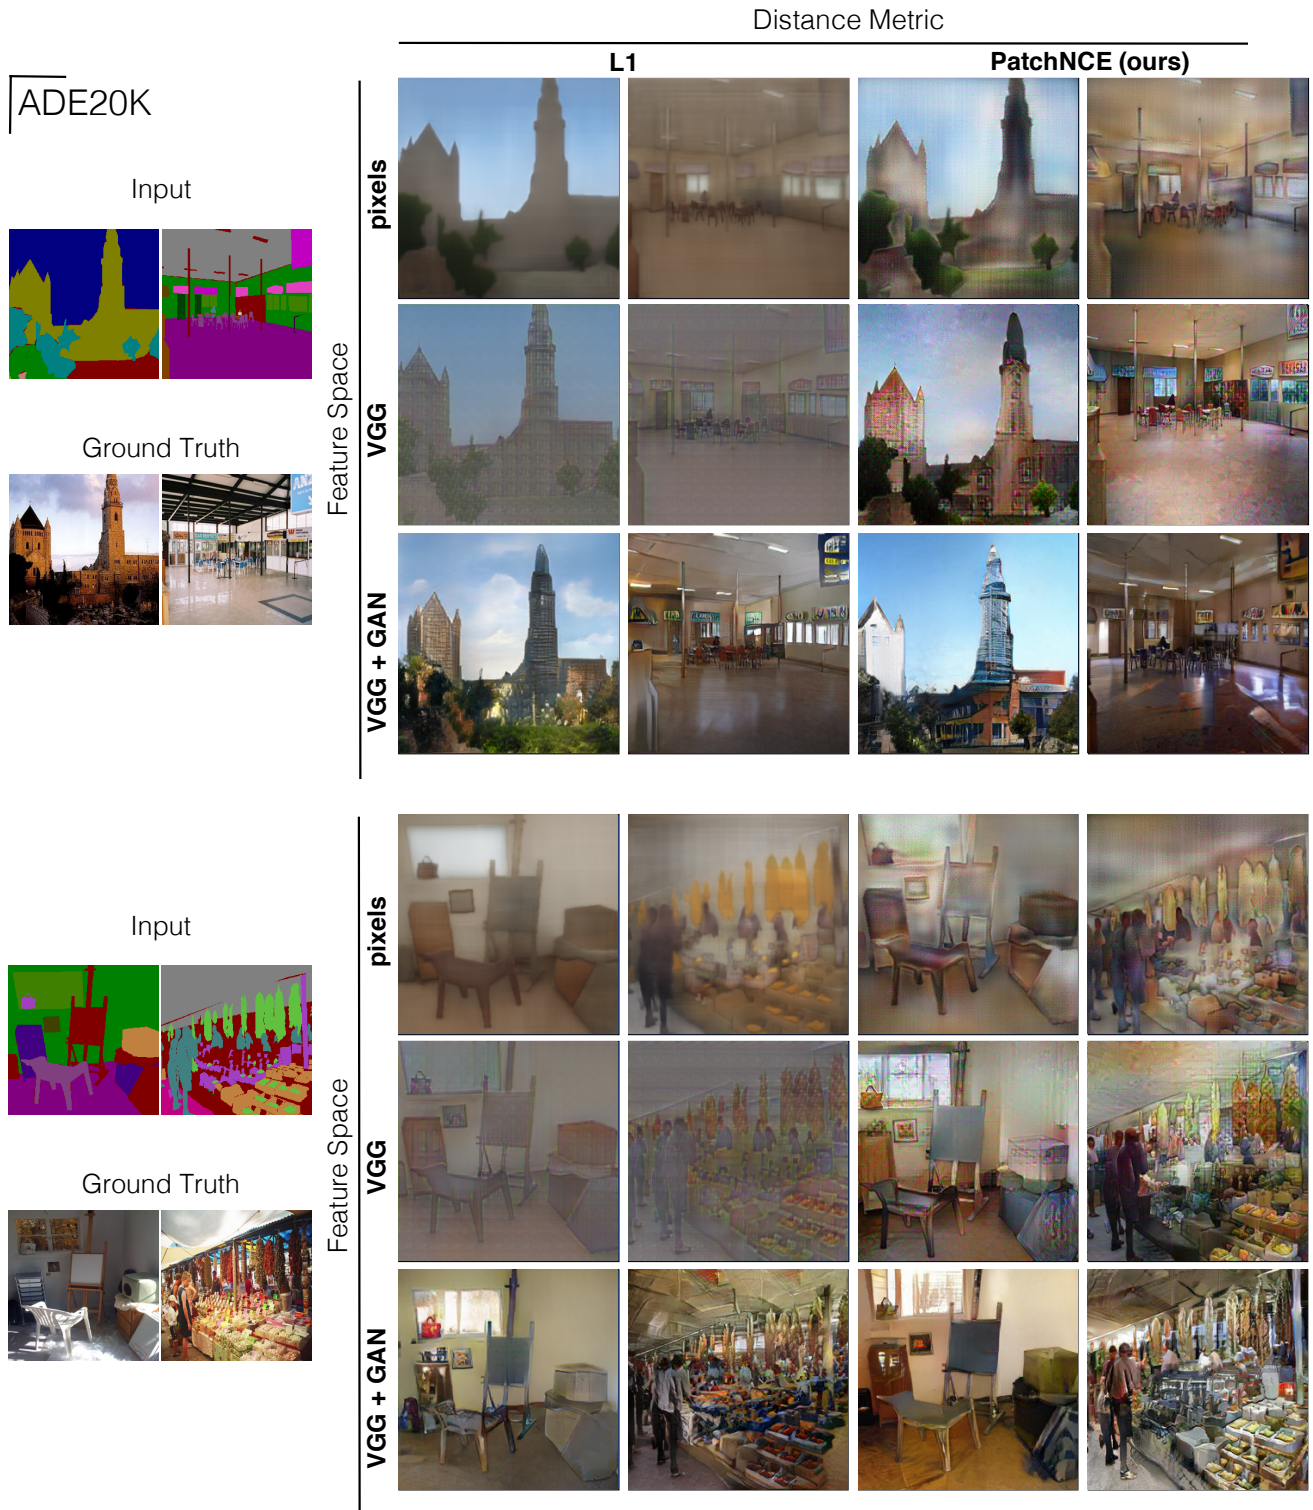 Distance Metric
L1
PatchNCE (ours)
ADE20K
Input
Ground Truth
Feature Space
pixels
VGG
VGG + GAN
Input
Ground Truth
Feature Space
pixels
VGG
VGG + GAN